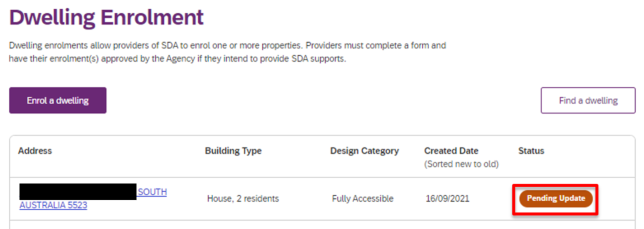 Dwelling Enrolment
Dwelling enrolments allow providers of SDA to enrol one or more properties. Providers must complete a form and
have their enrolment(s) approved by the Agency if they intend to provide SDA supports.
Enrol a dwelling
Find a dwelling
Address Building Type Design Category Created Date Status
(Sorted new to old)
SOUTH
AUSTRALIA 5523 House, 2 residents Fully Accessible 16/09/2021 Pending Update